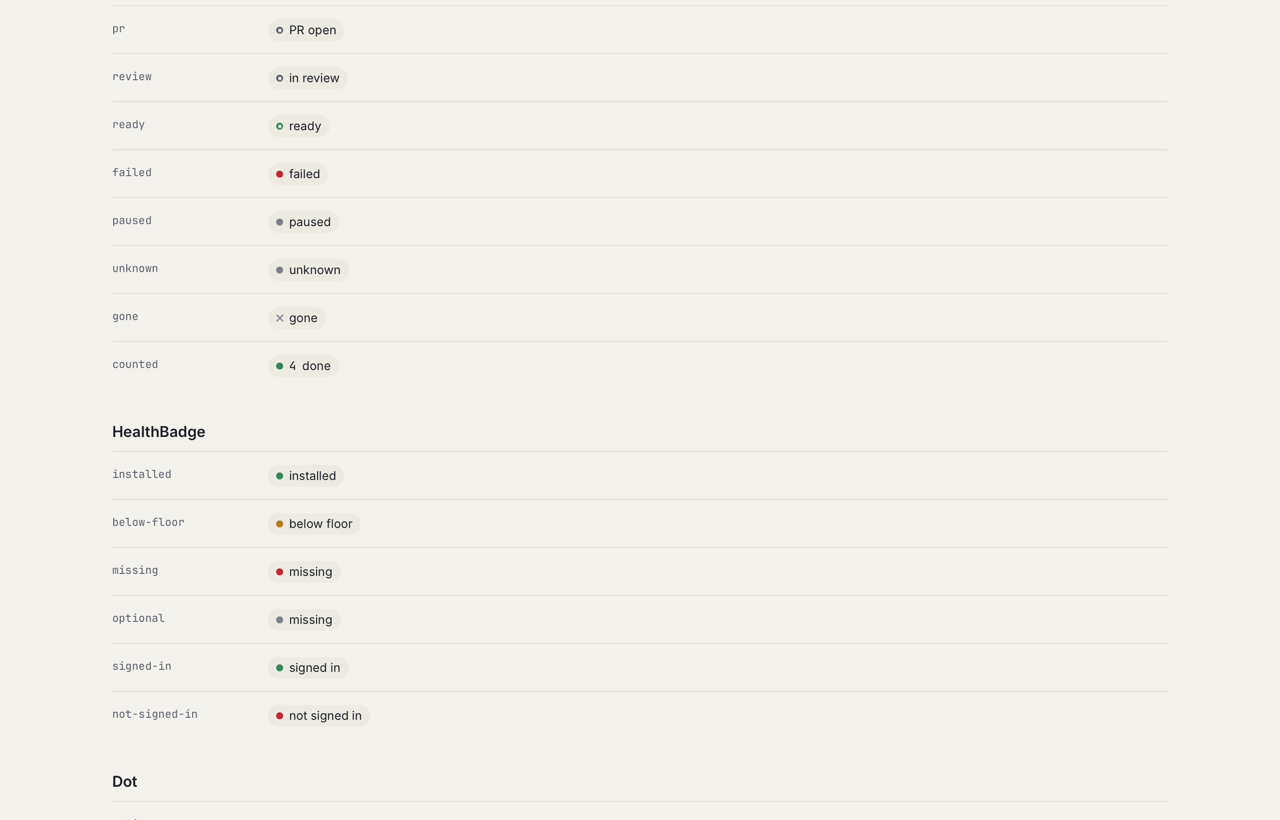 pr PR open
review in review
ready ready
failed failed
paused paused
unknown unknown
gone gone
counted 4 done
HealthBadge
installed installed
below-floor below floor
missing missing
optional missing
signed-in signed in
not-signed-in not signed in
Dot